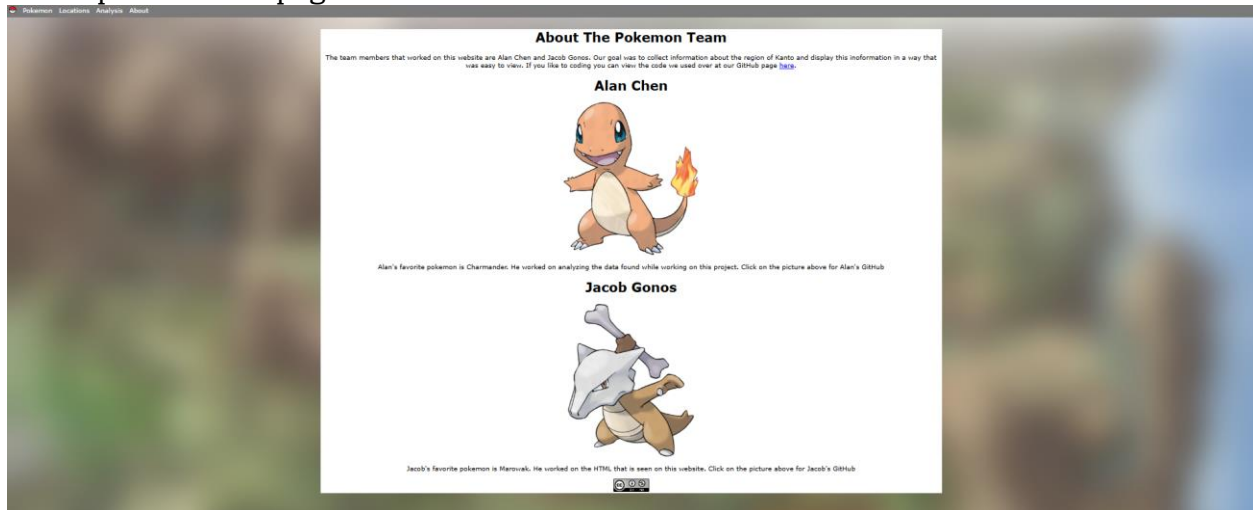 Pokemon Locations Analysis About
About The Pokemon Team
The team members that worked on this website are Alan Chen and Jacob Gonos. Our goal was to collect information about the region of Kanto and display this inoformation in a way that
was easy to view. If you like to coding you can view the code we used over at our GitHub page here.
Alan Chen
Alan's favorite pokemon is Charmander. He worked on analyzing the data found while working on this project. Click on the picture above for Alan's GitHub
Jacob Gonos
Jacob's favorite pokemon is Marowak. He worked on the HTML that is seen on this website. Click on the picture above for Jacob's GitHub